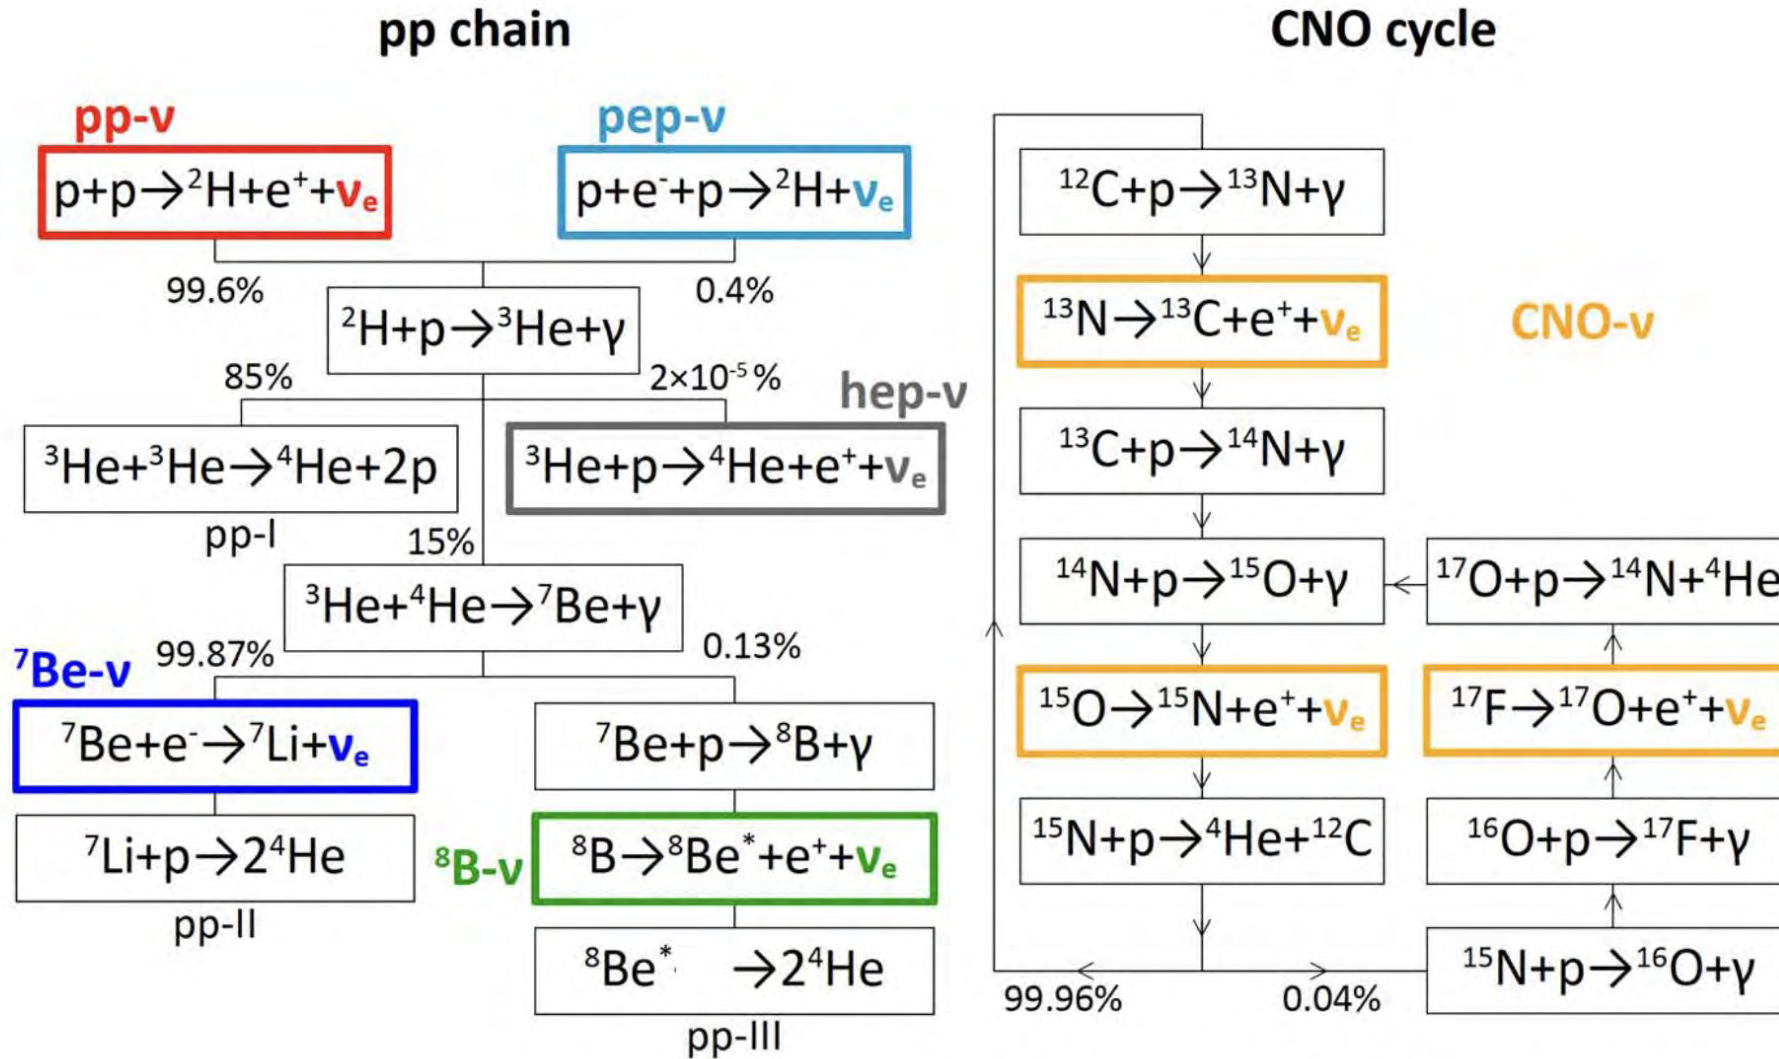 pp chain
pp-ν
pep-ν
p+p→²H+e⁺+νₑ
p+e⁻+p→²H+νₑ
99.6%
0.4%
²H+p→³He+γ
85%
2×10⁻⁵ %
hep-ν
³He+³He→⁴He+2p
³He+p→⁴He+e⁺+νₑ
pp-I
15%
³He+⁴He→⁷Be+γ
⁷Be-ν
99.87%
0.13%
⁷Be+e⁻→⁷Li+νₑ
⁷Be+p→⁸B+γ
⁷Li+p→2⁴He
⁸B-ν
⁸B→⁸Be*+e⁺+νₑ
pp-II
⁸Be* →2⁴He
pp-III
CNO cycle
¹²C+p→¹³N+γ
¹³N→¹³C+e⁺+νₑ
CNO-ν
¹³C+p→¹⁴N+γ
¹⁴N+p→¹⁵O+γ
¹⁷O+p→¹⁴N+⁴He
¹⁵O→¹⁵N+e⁺+νₑ
¹⁷F→¹⁷O+e⁺+νₑ
¹⁵N+p→⁴He+¹²C
¹⁶O+p→¹⁷F+γ
¹⁵N+p→¹⁶O+γ
99.96%
0.04%